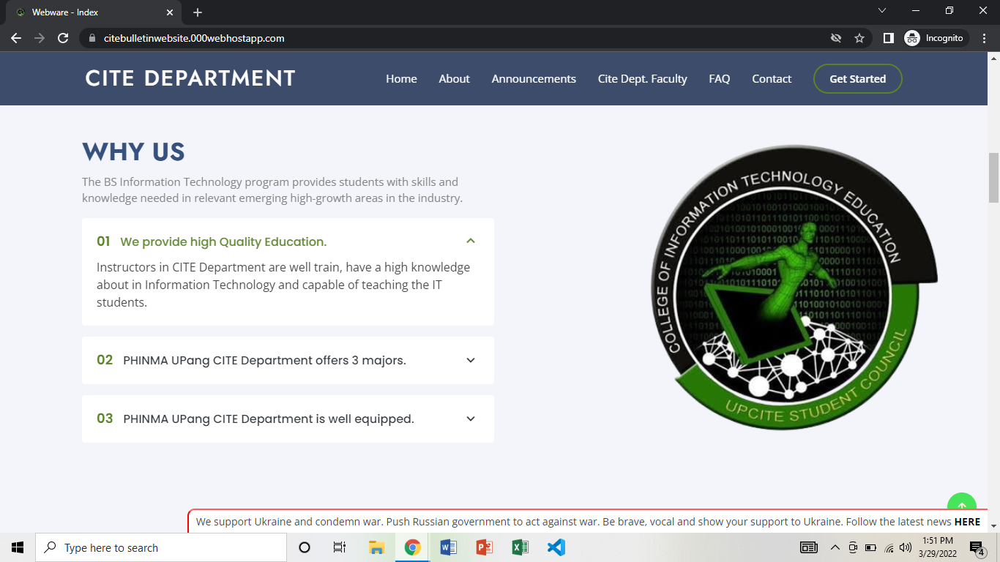 Webware - Index
citebulletinwebsite.000webhostapp.com
Incognito
CITE DEPARTMENT
Home About Announcements Cite Dept. Faculty FAQ Contact Get Started
WHY US
The BS Information Technology program provides students with skills and
knowledge needed in relevant emerging high-growth areas in the industry.
01 We provide high Quality Education.
Instructors in CITE Department are well train, have a high knowledge
about in Information Technology and capable of teaching the IT
students.
02 PHINMA UPang CITE Department offers 3 majors.
03 PHINMA UPang CITE Department is well equipped.
COLLEGE OF INFORMATION TECHNOLOGY EDUCATION
UPCITE STUDENT COUNCIL
We support Ukraine and condemn war. Push Russian government to act against war. Be brave, vocal and show your support to Ukraine. Follow the latest news HERE
Type here to search
1:51 PM
3/29/2022
4